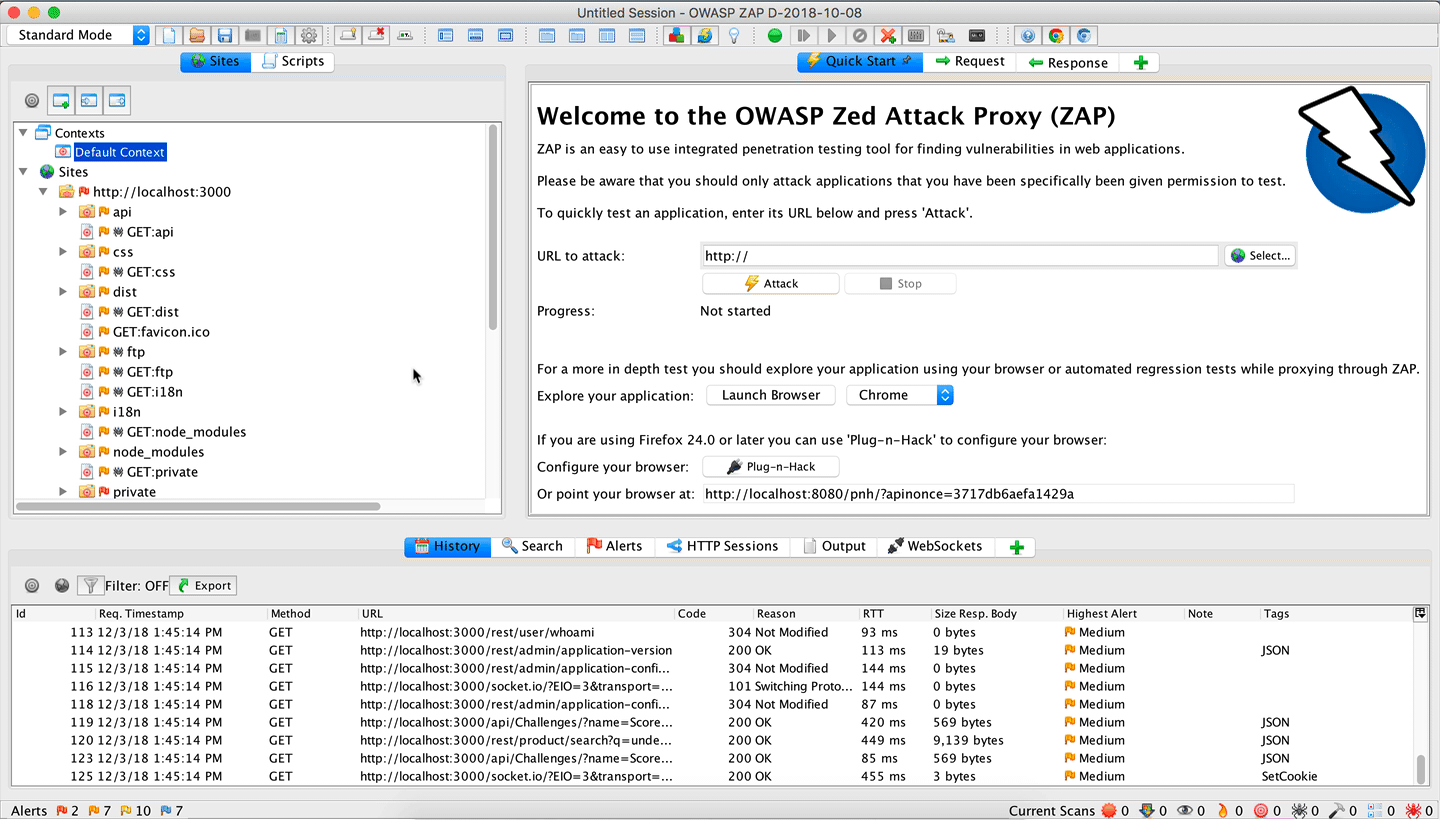 Untitled Session - OWASP ZAP D-2018-10-08
Standard Mode
Sites Scripts
Quick Start Request Response
Contexts
Default Context
Sites
http://localhost:3000
api
GET:api
css
GET:css
dist
GET:dist
GET:favicon.ico
ftp
GET:ftp
GET:i18n
i18n
GET:node_modules
node_modules
GET:private
private
Welcome to the OWASP Zed Attack Proxy (ZAP)
ZAP is an easy to use integrated penetration testing tool for finding vulnerabilities in web applications.
Please be aware that you should only attack applications that you have been specifically been given permission to test.
To quickly test an application, enter its URL below and press 'Attack'.
URL to attack: http:// Select...
Attack Stop
Progress: Not started
For a more in depth test you should explore your application using your browser or automated regression tests while proxying through ZAP.
Explore your application: Launch Browser Chrome
If you are using Firefox 24.0 or later you can use 'Plug-n-Hack' to configure your browser:
Configure your browser: Plug-n-Hack
Or point your browser at: http://localhost:8080/pnh/?apinonce=3717db6aefa1429a
History Search Alerts HTTP Sessions Output WebSockets
Filter: OFF Export
Id Req. Timestamp Method URL Code Reason RTT Size Resp. Body Highest Alert Note Tags
113 12/3/18 1:45:14 PM GET http://localhost:3000/rest/user/whoami 304 Not Modified 93 ms 0 bytes Medium
114 12/3/18 1:45:14 PM GET http://localhost:3000/rest/admin/application-version 200 OK 113 ms 19 bytes Medium JSON
115 12/3/18 1:45:14 PM GET http://localhost:3000/rest/admin/application-confi... 304 Not Modified 144 ms 0 bytes Medium
116 12/3/18 1:45:14 PM GET http://localhost:3000/socket.io/?EIO=3&transport=... 101 Switching Proto... 144 ms 0 bytes Medium
118 12/3/18 1:45:14 PM GET http://localhost:3000/rest/admin/application-confi... 304 Not Modified 87 ms 0 bytes Medium
119 12/3/18 1:45:14 PM GET http://localhost:3000/api/Challenges/?name=Score... 200 OK 420 ms 569 bytes Medium JSON
120 12/3/18 1:45:14 PM GET http://localhost:3000/rest/product/search?q=unde... 200 OK 449 ms 9,139 bytes Medium JSON
123 12/3/18 1:45:14 PM GET http://localhost:3000/api/Challenges/?name=Score... 200 OK 85 ms 569 bytes Medium JSON
125 12/3/18 1:45:14 PM GET http://localhost:3000/socket.io/?EIO=3&transport=... 200 OK 455 ms 3 bytes Medium SetCookie
Alerts 2 7 10 7 Current Scans 0 0 0 0 0 0 0 0 0